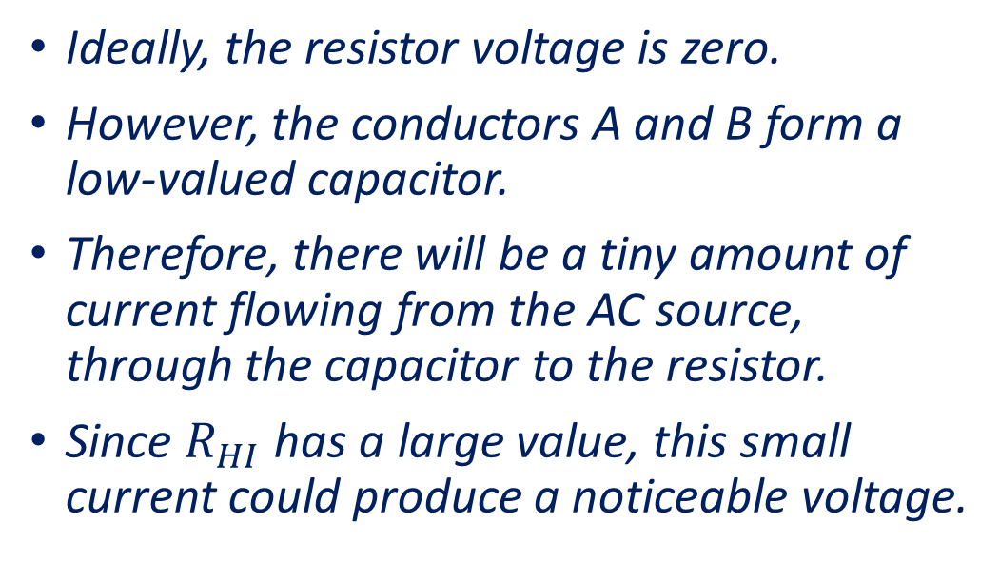 • Ideally, the resistor voltage is zero.
• However, the conductors A and B form a
low-valued capacitor.
• Therefore, there will be a tiny amount of
current flowing from the AC source,
through the capacitor to the resistor.
• Since R_HI has a large value, this small
current could produce a noticeable voltage.